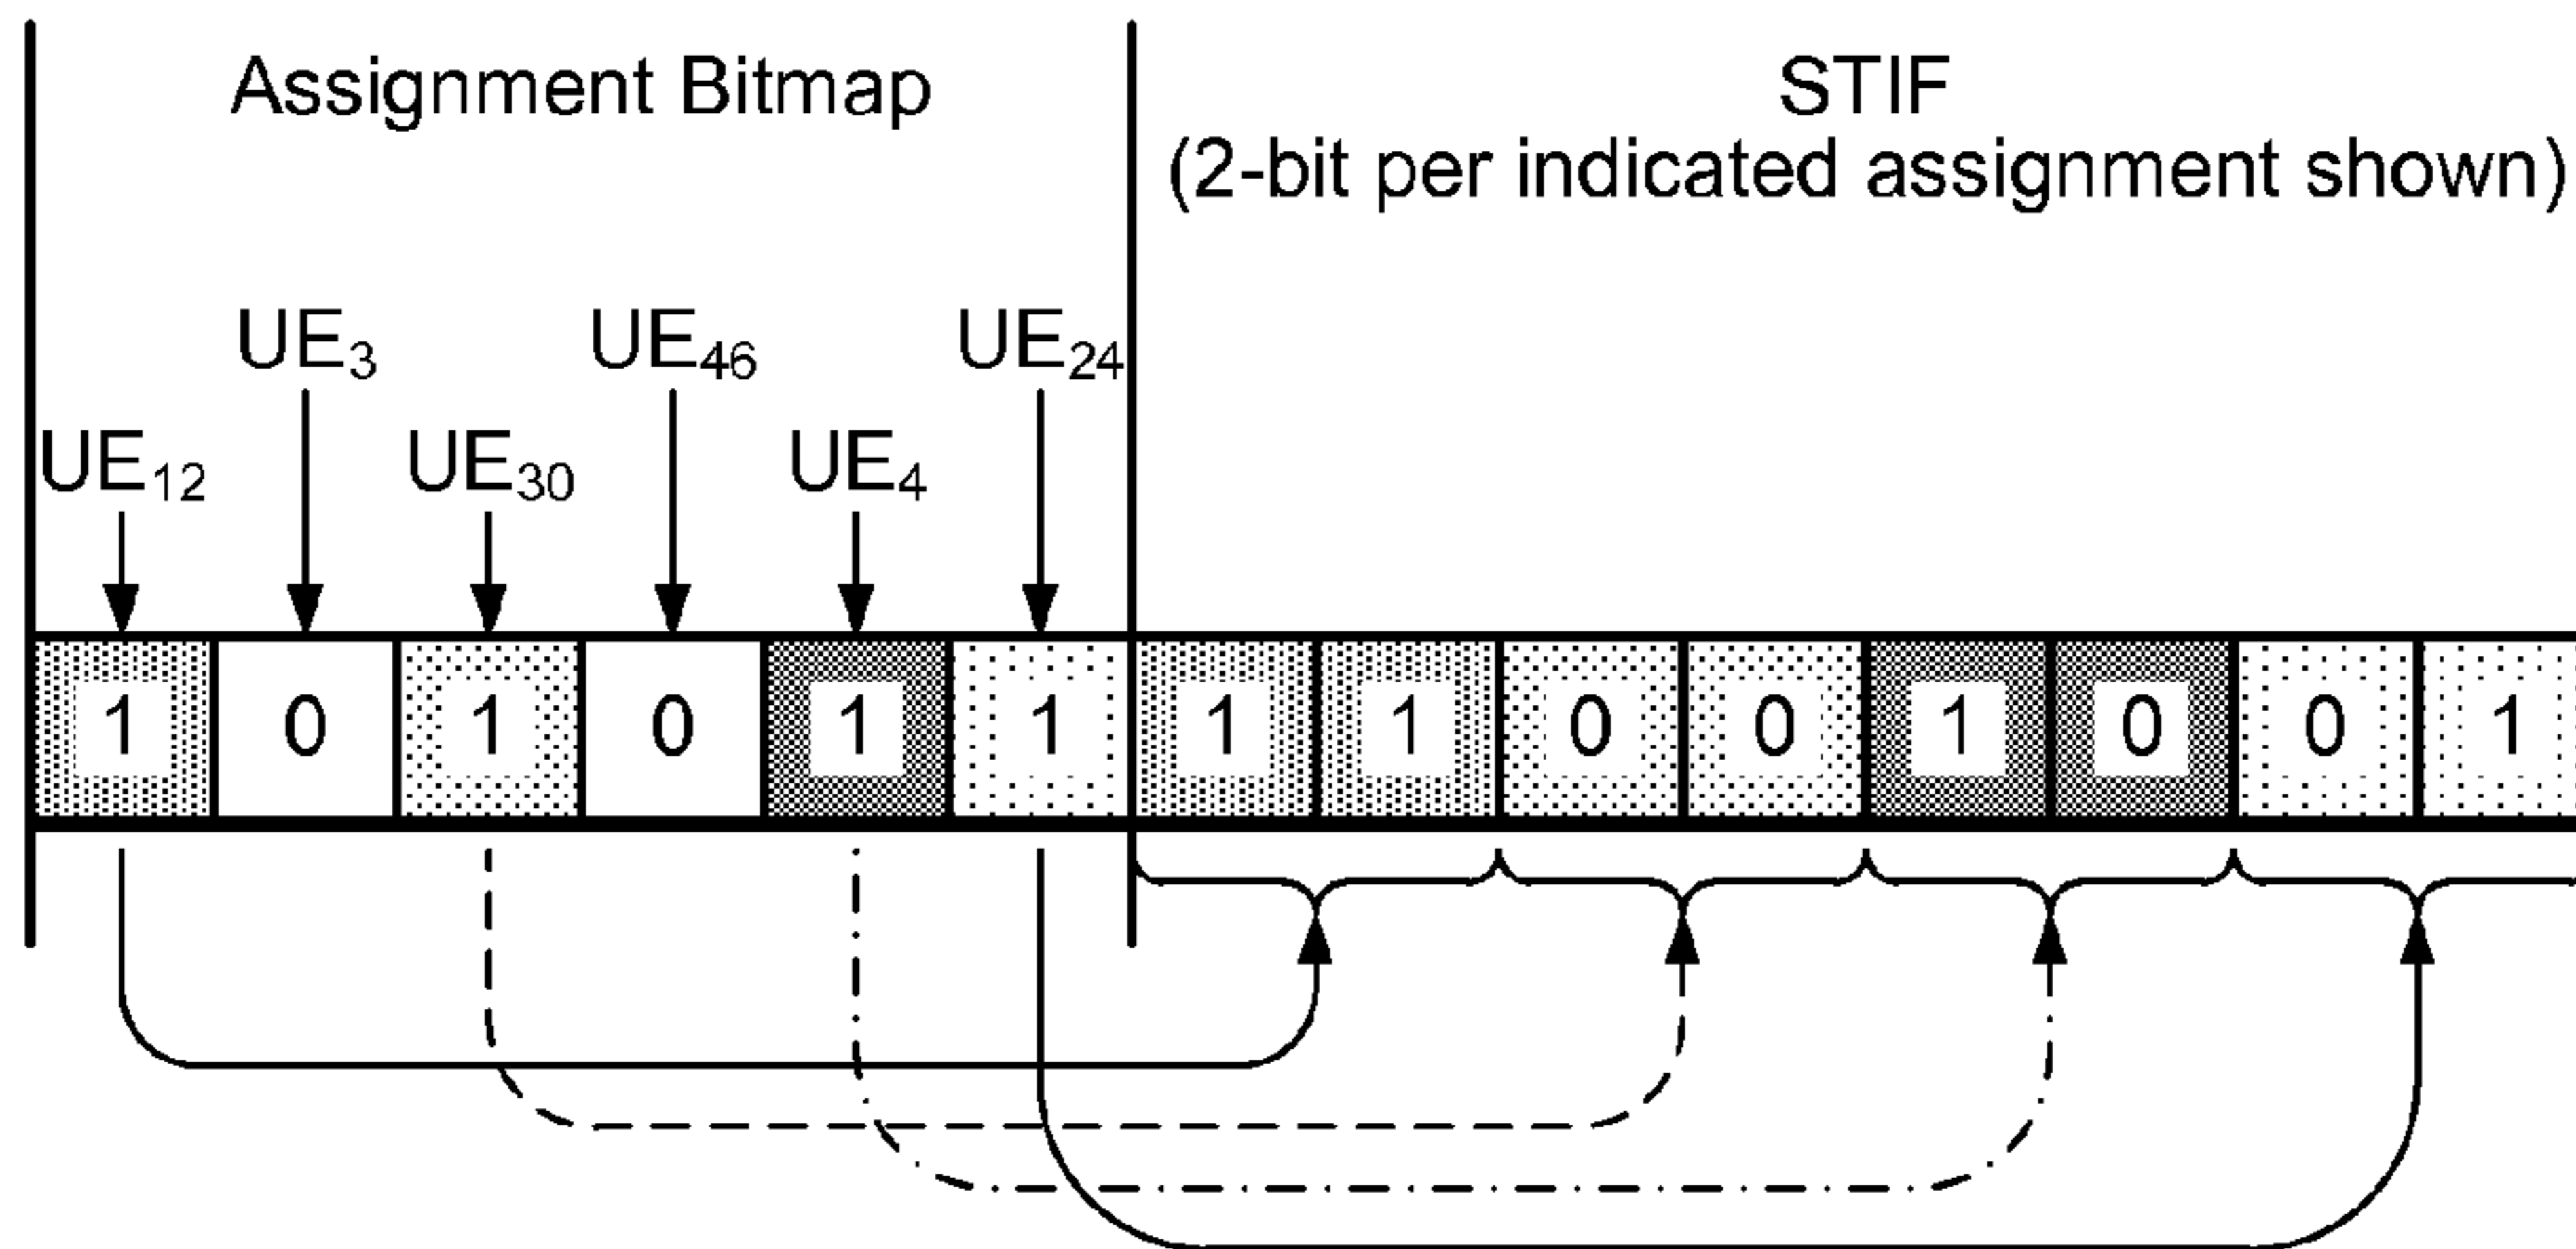 Assignment Bitmap
STIF
(2-bit per indicated assignment shown)
UE3 UE46 UE24
UE12 UE30 UE4
1 0 1 0 1 1 1 1 0 0 1 0 0 1